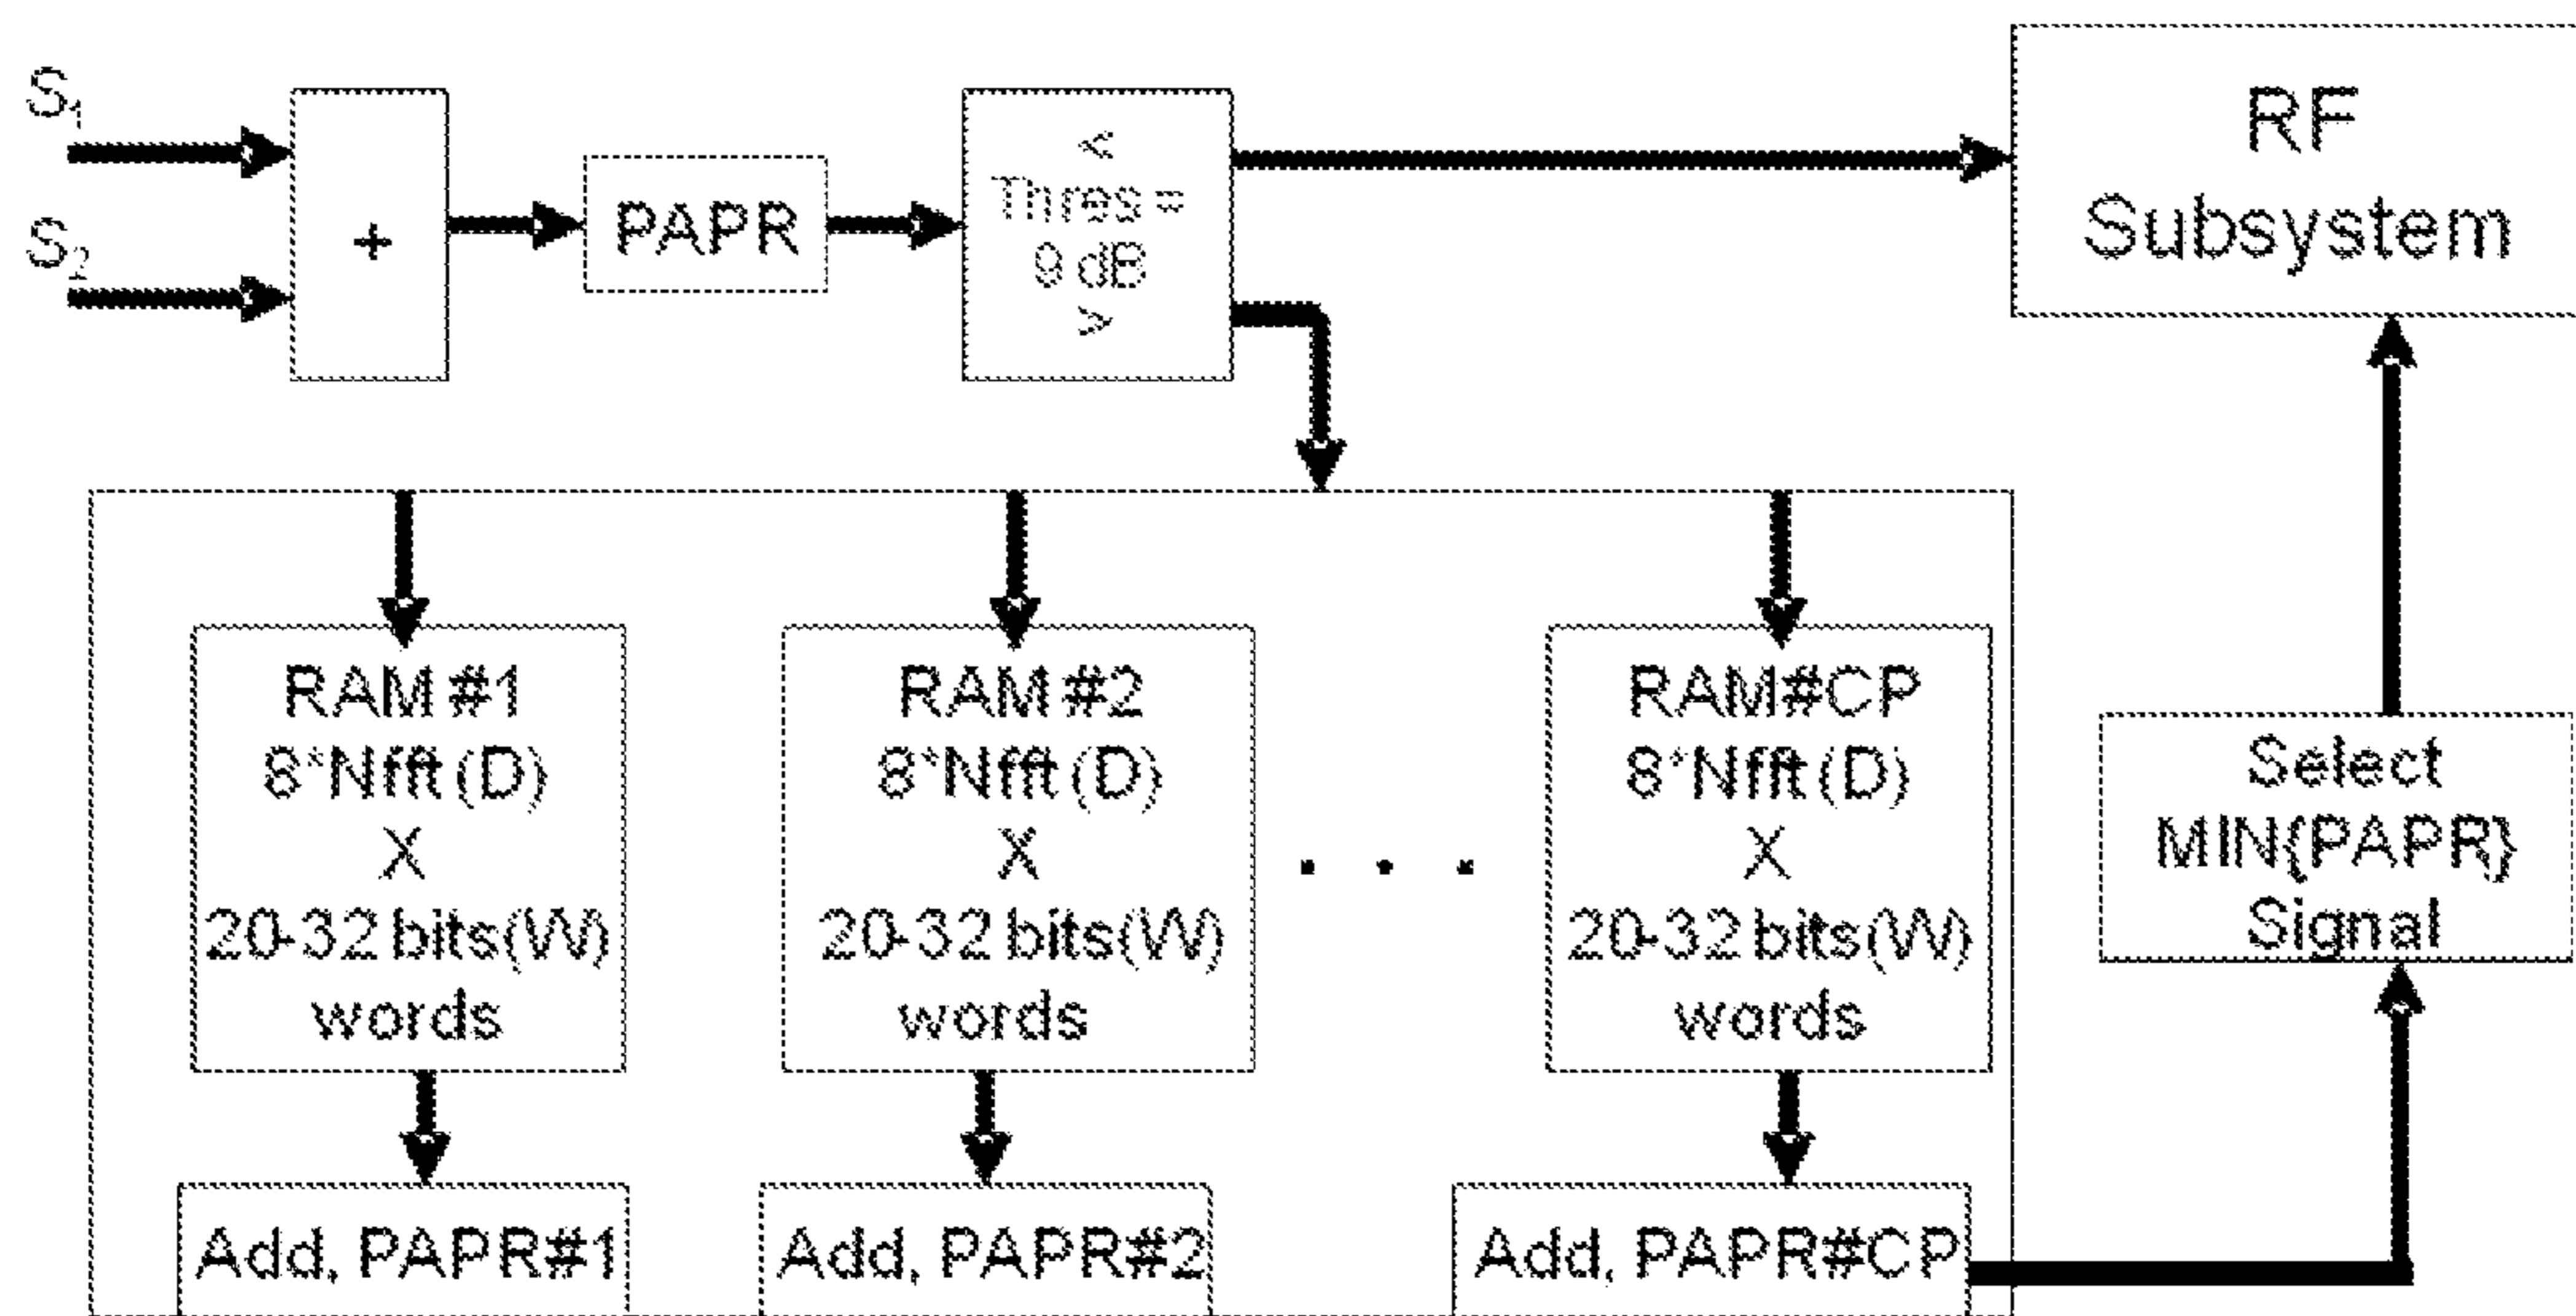 S1
S2
+
PAPR
<
Thres =
9 dB
>
RF
Subsystem
RAM #1
8*Nfft (D)
X
20-32 bits(W)
words
RAM #2
8*Nfft (D)
X
20-32 bits(W)
words
. . .
RAM#CP
8*Nfft (D)
X
20-32 bits(W)
words
Select
MIN{PAPR}
Signal
Add, PAPR#1
Add, PAPR#2
Add, PAPR#CP